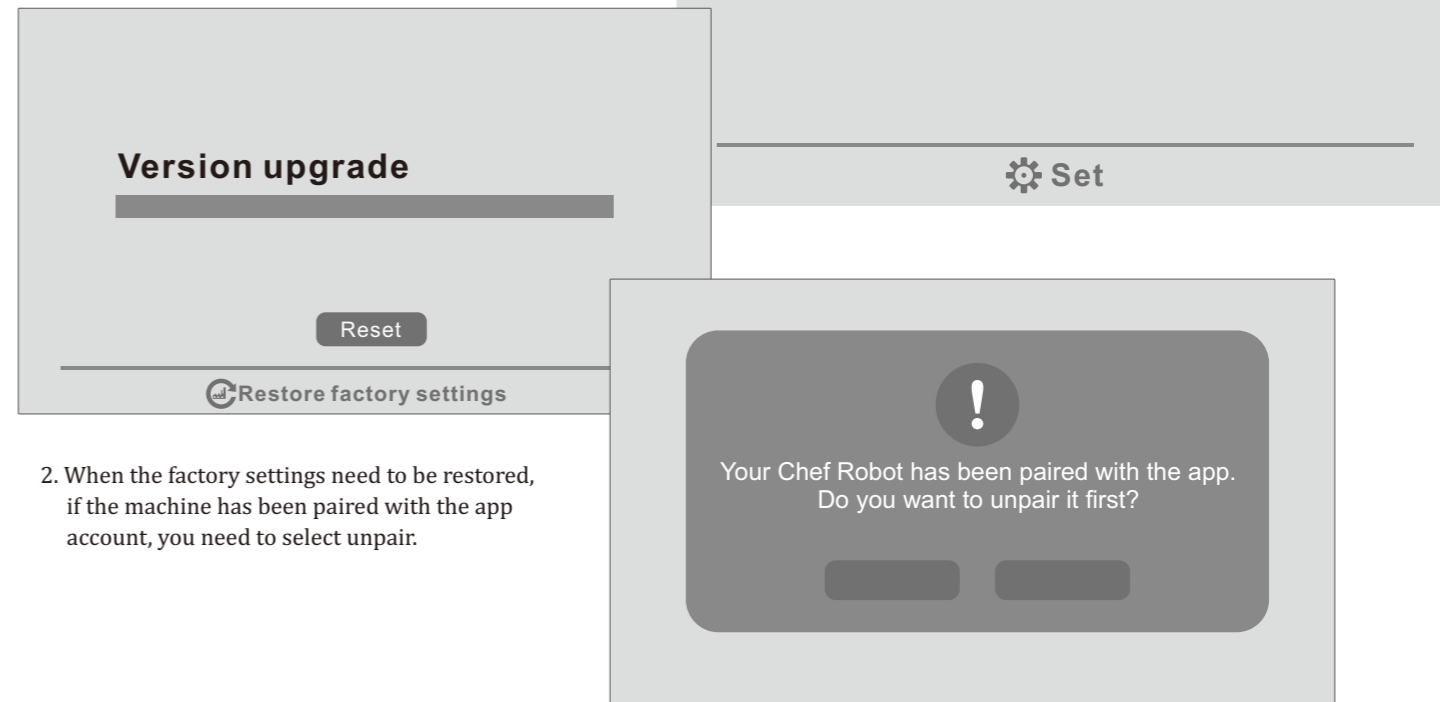 Set
Version upgrade
Reset
Restore factory settings
2. When the factory settings need to be restored,
if the machine has been paired with the app
account, you need to select unpair.
!
Your Chef Robot has been paired with the app.
Do you want to unpair it first?